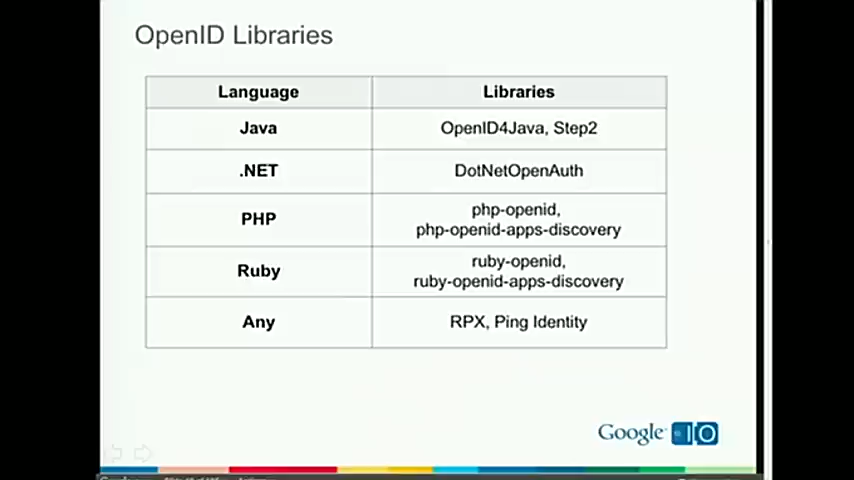 OpenID Libraries
Language Libraries
Java OpenID4Java, Step2
.NET DotNetOpenAuth
PHP php-openid,
php-openid-apps-discovery
Ruby ruby-openid,
ruby-openid-apps-discovery
Any RPX, Ping Identity
Google IO